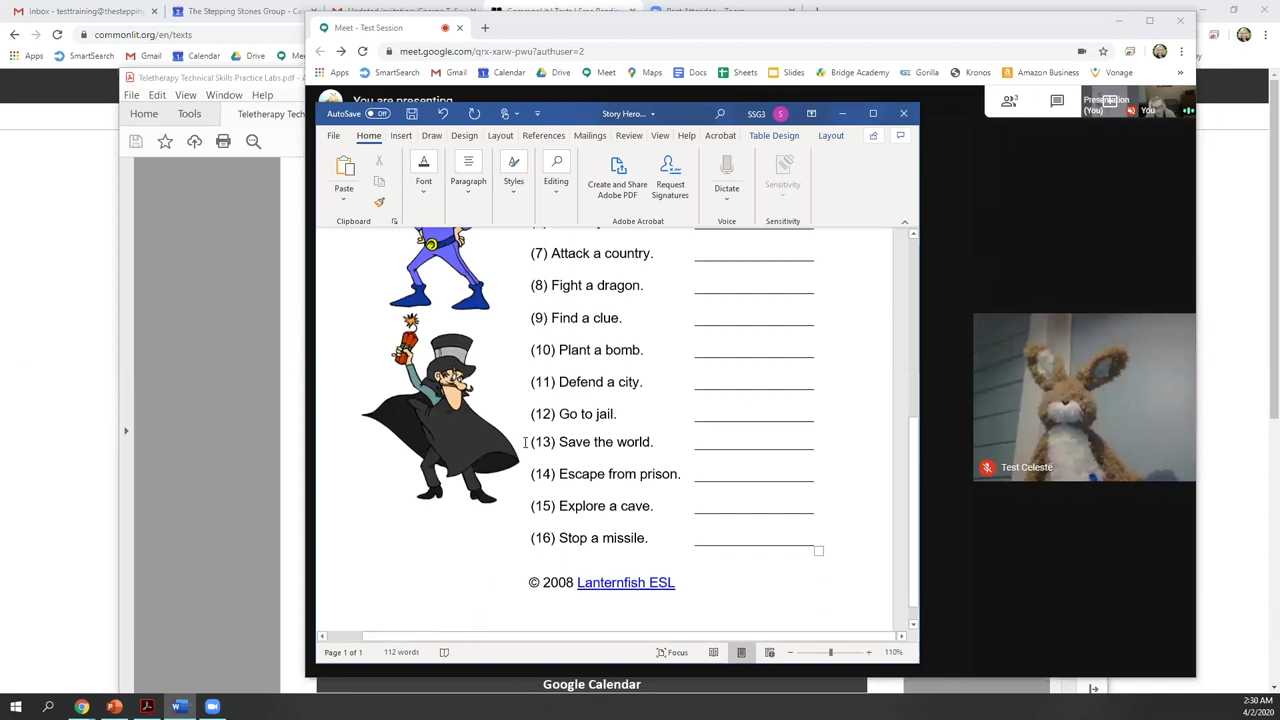 Inbox - testtraining@thestepping
The Stepping Stones Group - C
commonlit.org/en/texts
Apps SmartSearch Gmail Calendar Drive
Meet - Test Session
meet.google.com/qrx-xarw-pwu?authuser=2
Apps SmartSearch Gmail Calendar Drive Meet Maps Docs Sheets Slides Bridge Academy Gorilla Kronos Amazon Business Vonage »
Teletherapy Technical Skills Practice Labs.pdf -
File Edit View Window Help
Home Tools Teletherapy Tec
You are presenting
3
Presentation
(You)
You
AutoSave Off Story Hero... SSG3 S
File Home Insert Draw Design Layout References Mailings Review View Help Acrobat Table Design Layout
Paste Font Paragraph Styles Editing Create and Share Adobe PDF Request Signatures Dictate Sensitivity
Clipboard Adobe Acrobat Voice Sensitivity
(7) Attack a country.
(8) Fight a dragon.
(9) Find a clue.
(10) Plant a bomb.
(11) Defend a city.
(12) Go to jail.
(13) Save the world.
(14) Escape from prison.
(15) Explore a cave.
(16) Stop a missile.
© 2008 Lanternfish ESL
Test Celeste
Page 1 of 1 112 words Focus 110%
Google Calendar
2:30 AM
4/2/2020